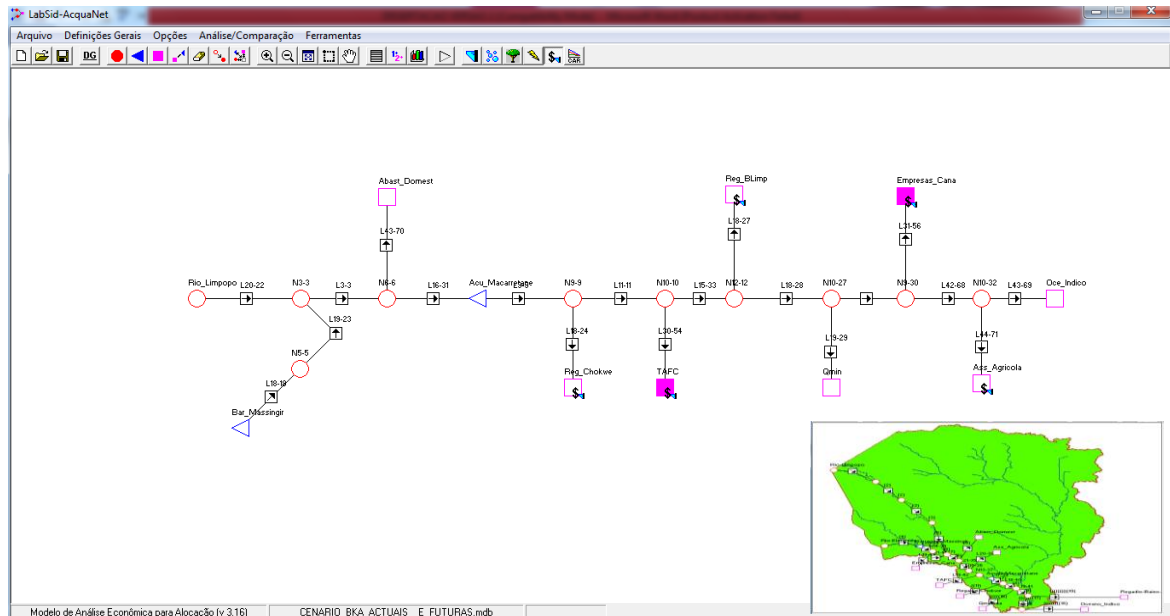 LabSid-AcquaNet
Arquivo Definições Gerais Opções Análise/Comparação Ferramentas
DG
CAR
Abast_Domest
Reg_BLimp
Empresas_Cana
L43-70
L18-27
L31-56
Rio_Limpopo
L20-22
N3-3
L3-3
N6-6
L16-31
N9-9
L11-11
N10-10
L15-33
N12-12
L18-28
N10-27
N9-30
L42-68
N10-32
L43-69
Oce_Indico
L19-23
L18-24
L30-54
L19-29
L44-71
N5-5
Reg_Chokwe
TAFC
Qmin
Ass_Agricola
L18-18
Bar_Massingir
Modelo de Análise Econômica para Alocação (v 3.16) CENARIO_BKA_ACTUAIS__E_FUTURAS.mdb